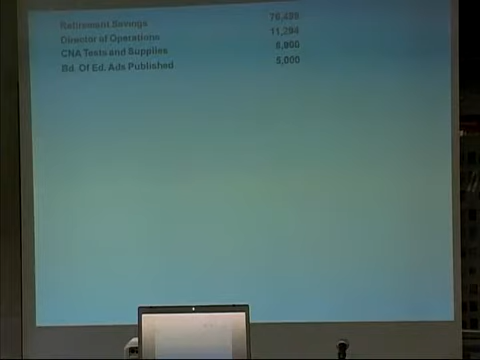 Retirement Savings 76,498
Director of Operations 11,294
CNA Tests and Supplies 8,900
Bd. Of Ed. Ads Published 5,000